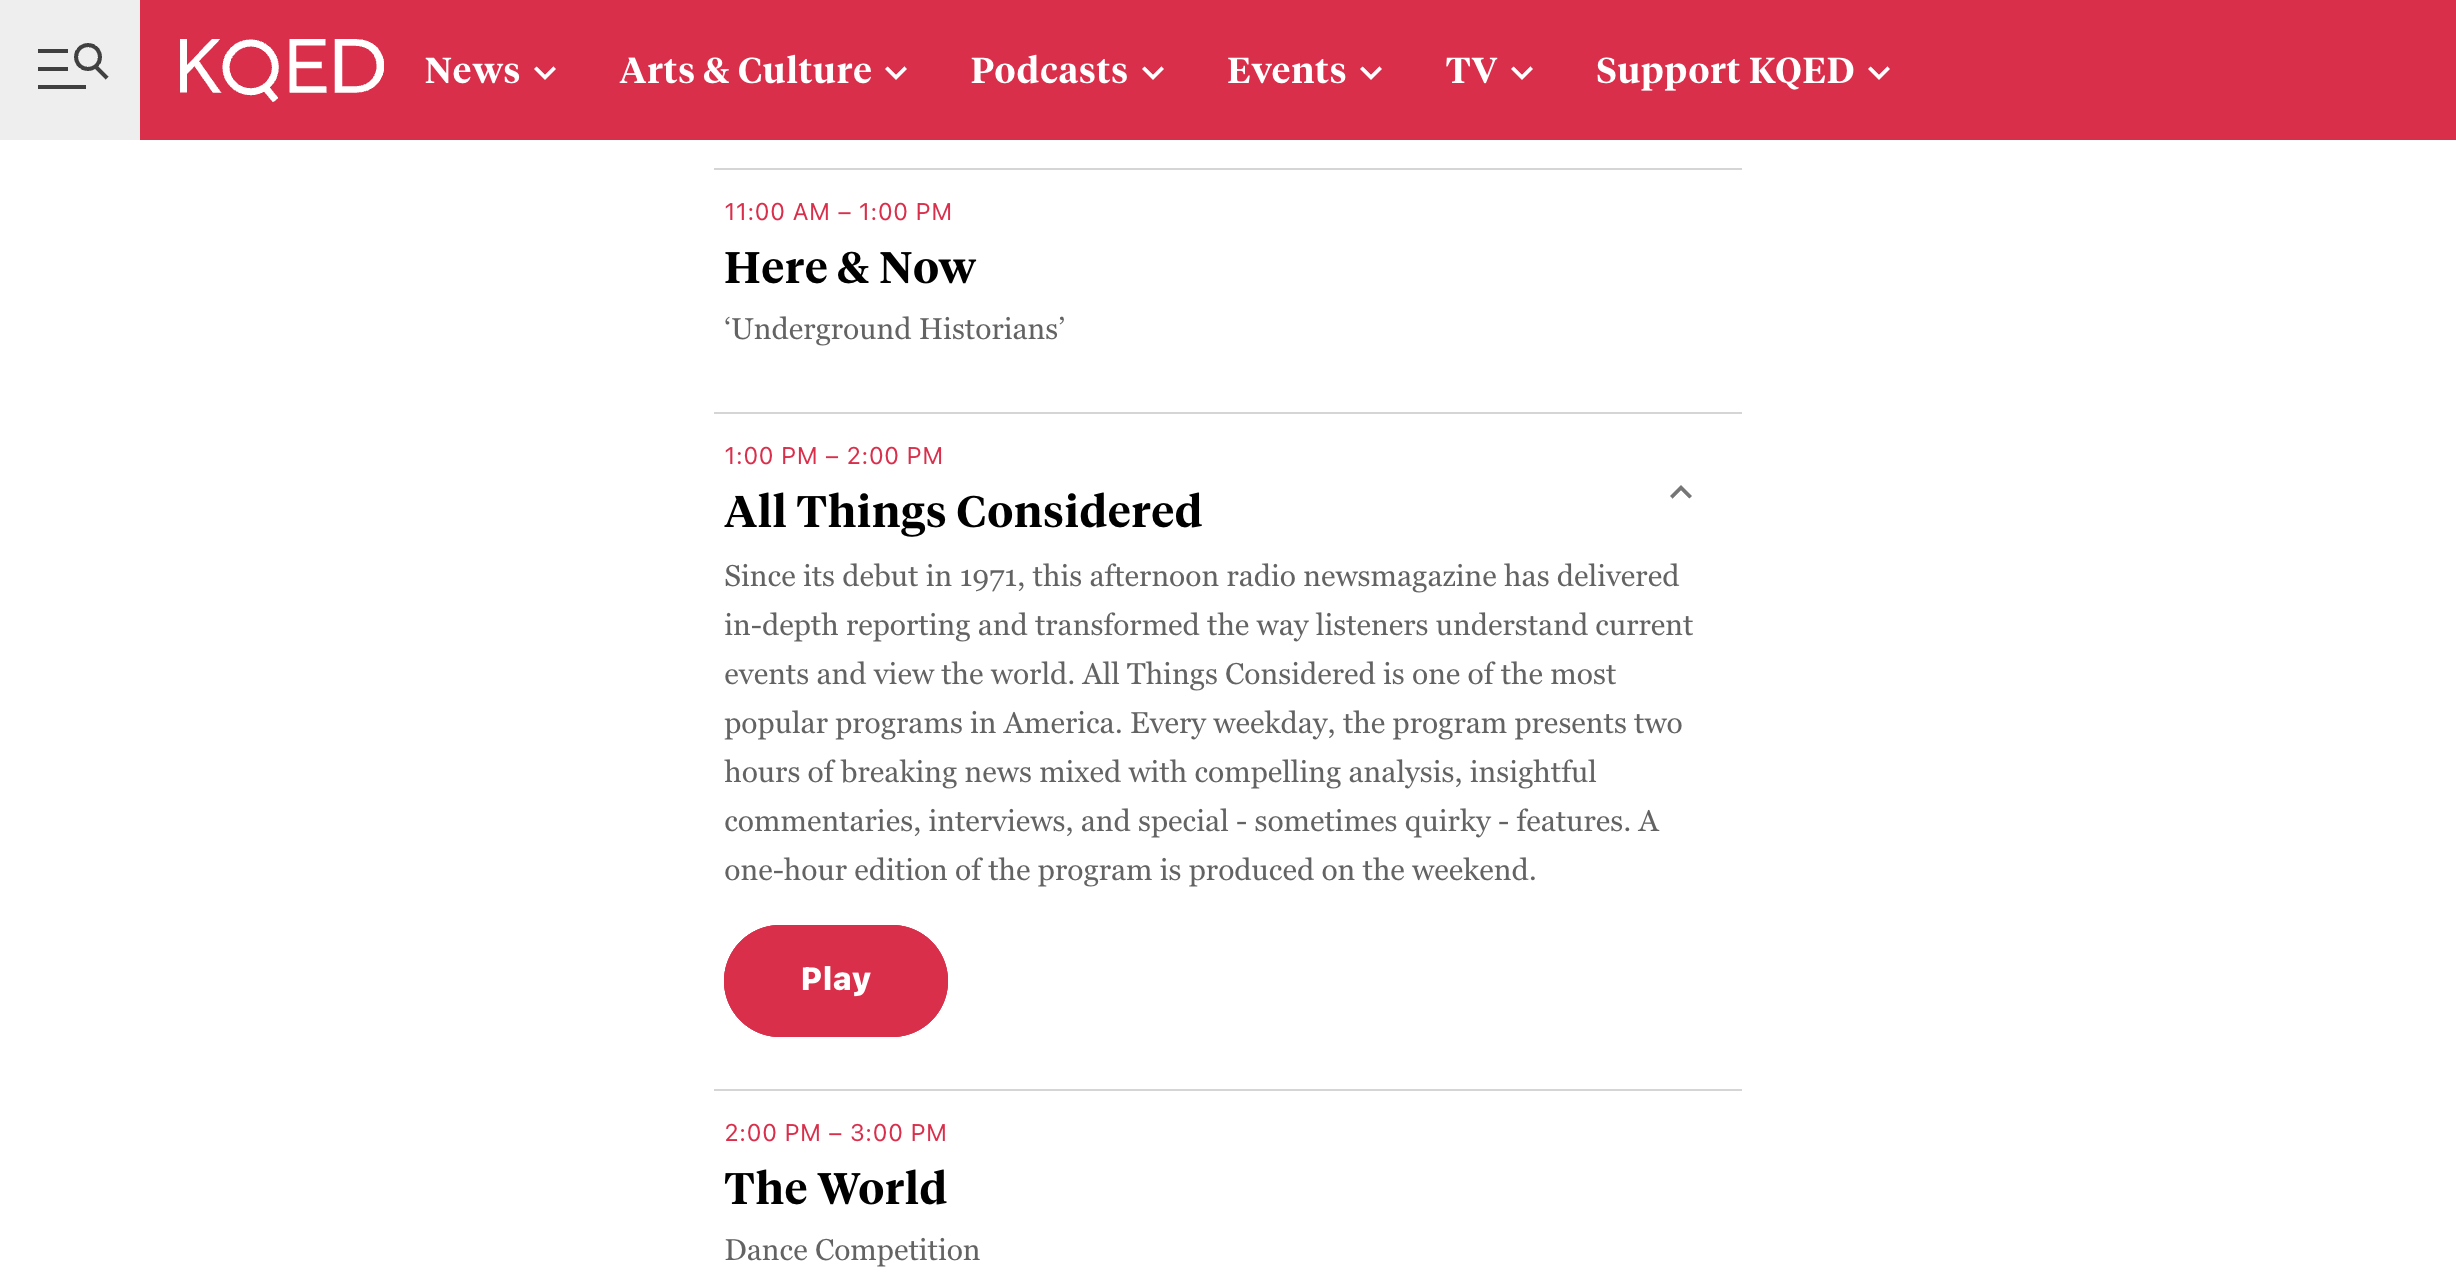 KQED News Arts & Culture Podcasts Events TV Support KQED
11:00 AM – 1:00 PM
Here & Now
‘Underground Historians’
1:00 PM – 2:00 PM
All Things Considered
Since its debut in 1971, this afternoon radio newsmagazine has delivered
in-depth reporting and transformed the way listeners understand current
events and view the world. All Things Considered is one of the most
popular programs in America. Every weekday, the program presents two
hours of breaking news mixed with compelling analysis, insightful
commentaries, interviews, and special - sometimes quirky - features. A
one-hour edition of the program is produced on the weekend.
Play
2:00 PM – 3:00 PM
The World
Dance Competition